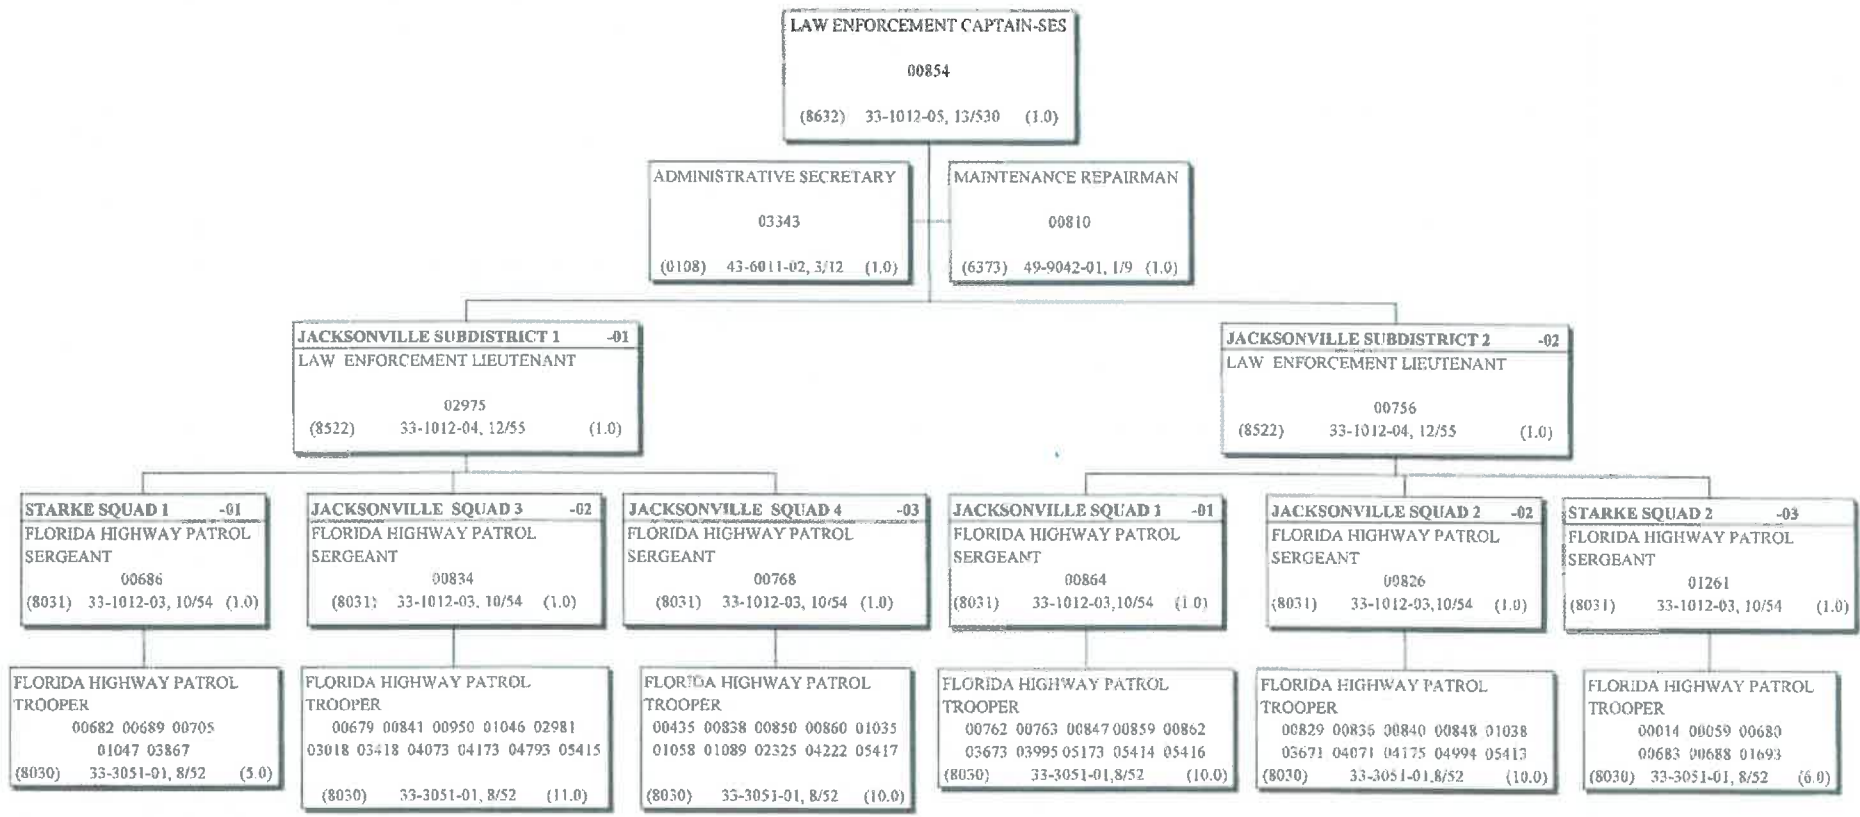 LAW ENFORCEMENT CAPTAIN-SES
00854
(8632) 33-1012-05, 13/530 (1.0)
ADMINISTRATIVE SECRETARY
03343
(0108) 43-6011-02, 3/12 (1.0)
MAINTENANCE REPAIRMAN
00810
(6373) 49-9042-01, 1/9 (1.0)
JACKSONVILLE SUBDISTRICT 1 -01
LAW ENFORCEMENT LIEUTENANT
02975
(8522) 33-1012-04, 12/55 (1.0)
JACKSONVILLE SUBDISTRICT 2 -02
LAW ENFORCEMENT LIEUTENANT
00756
(8522) 33-1012-04, 12/55 (1.0)
STARKE SQUAD 1 -01
FLORIDA HIGHWAY PATROL
SERGEANT
00686
(8031) 33-1012-03, 10/54 (1.0)
JACKSONVILLE SQUAD 3 -02
FLORIDA HIGHWAY PATROL
SERGEANT
00834
(8031) 33-1012-03, 10/54 (1.0)
JACKSONVILLE SQUAD 4 -03
FLORIDA HIGHWAY PATROL
SERGEANT
00768
(8031) 33-1012-03, 10/54 (1.0)
JACKSONVILLE SQUAD 1 -01
FLORIDA HIGHWAY PATROL
SERGEANT
00864
(8031) 33-1012-03,10/54 (1.0)
JACKSONVILLE SQUAD 2 -02
FLORIDA HIGHWAY PATROL
SERGEANT
00826
(8031) 33-1012-03,10/54 (1.0)
STARKE SQUAD 2 -03
FLORIDA HIGHWAY PATROL
SERGEANT
01261
(8031) 33-1012-03, 10/54 (1.0)
FLORIDA HIGHWAY PATROL
TROOPER
00682 00689 00705
01047 03867
(8030) 33-3051-01, 8/52 (5.0)
FLORIDA HIGHWAY PATROL
TROOPER
00679 00841 00950 01046 02981
03018 03418 04073 04173 04793 05415
(8030) 33-3051-01, 8/52 (11.0)
FLORIDA HIGHWAY PATROL
TROOPER
00435 00838 00850 00860 01035
01058 01089 02325 04222 05417
(8030) 33-3051-01, 8/52 (10.0)
FLORIDA HIGHWAY PATROL
TROOPER
00762 00763 00847 00859 00862
03673 03995 05173 05414 05416
(8030) 33-3051-01,8/52 (10.0)
FLORIDA HIGHWAY PATROL
TROOPER
00829 00836 00840 00848 01038
03671 04071 04175 04994 05413
(8030) 33-3051-01,8/52 (10.0)
FLORIDA HIGHWAY PATROL
TROOPER
00014 00059 00680
00683 00688 01693
(8030) 33-3051-01, 8/52 (6.0)